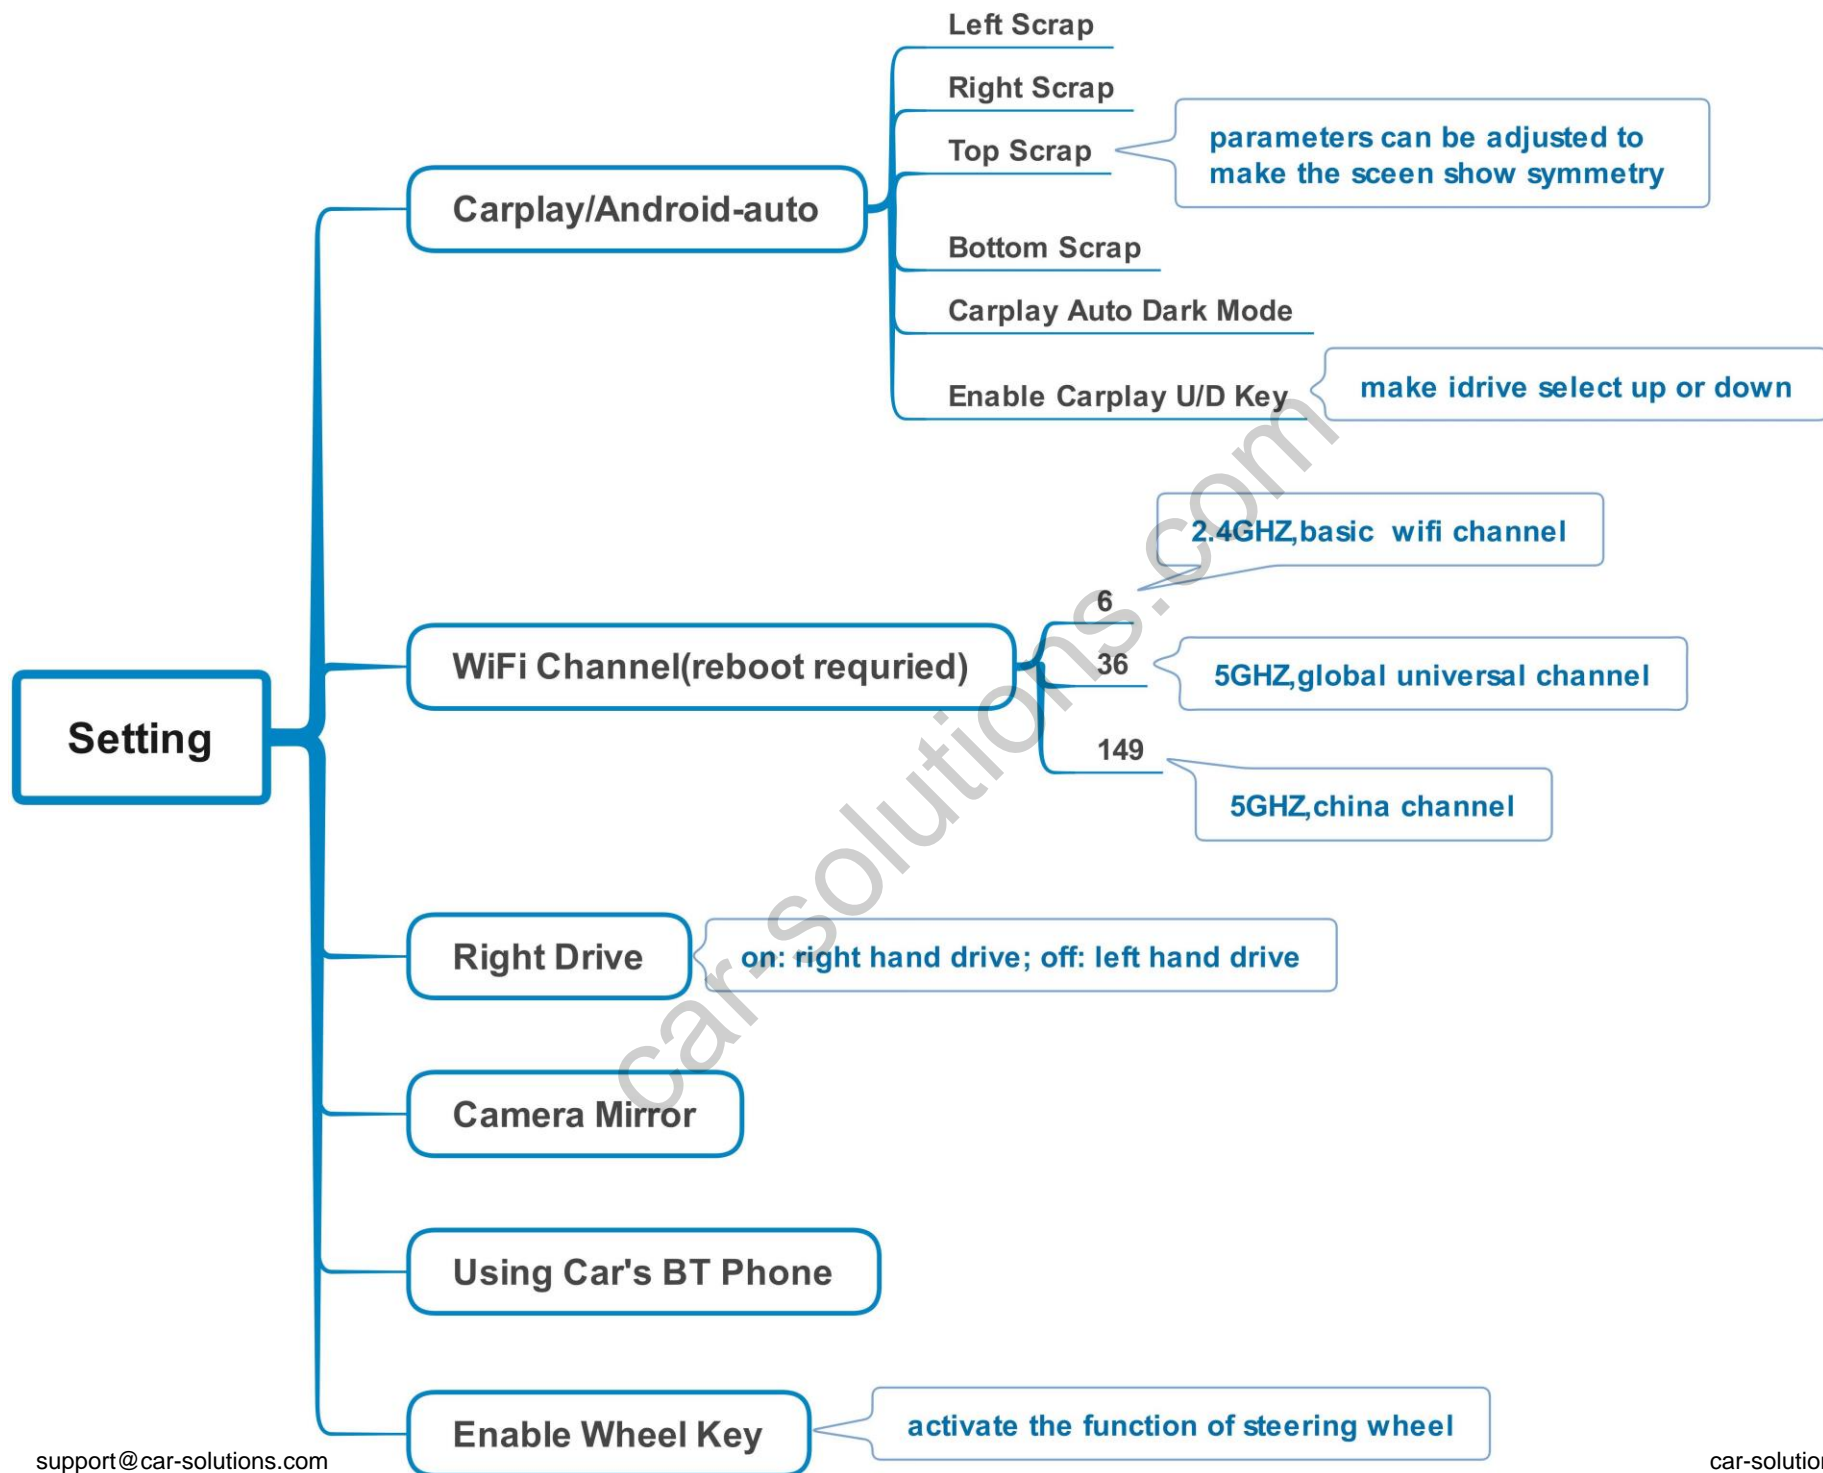 Left Scrap
Right Scrap
Top Scrap
parameters can be adjusted to
make the sceen show symmetry
Carplay/Android-auto
Bottom Scrap
Carplay Auto Dark Mode
Enable Carplay U/D Key
make idrive select up or down
2.4GHZ,basic  wifi channel
6
WiFi Channel(reboot requried)
36
5GHZ,global universal channel
Setting
149
5GHZ,china channel
Right Drive
on: right hand drive; off: left hand drive
Camera Mirror
Using Car's BT Phone
Enable Wheel Key
activate the function of steering wheel
car-solutions.com
support@car-solutions.com
car-solution